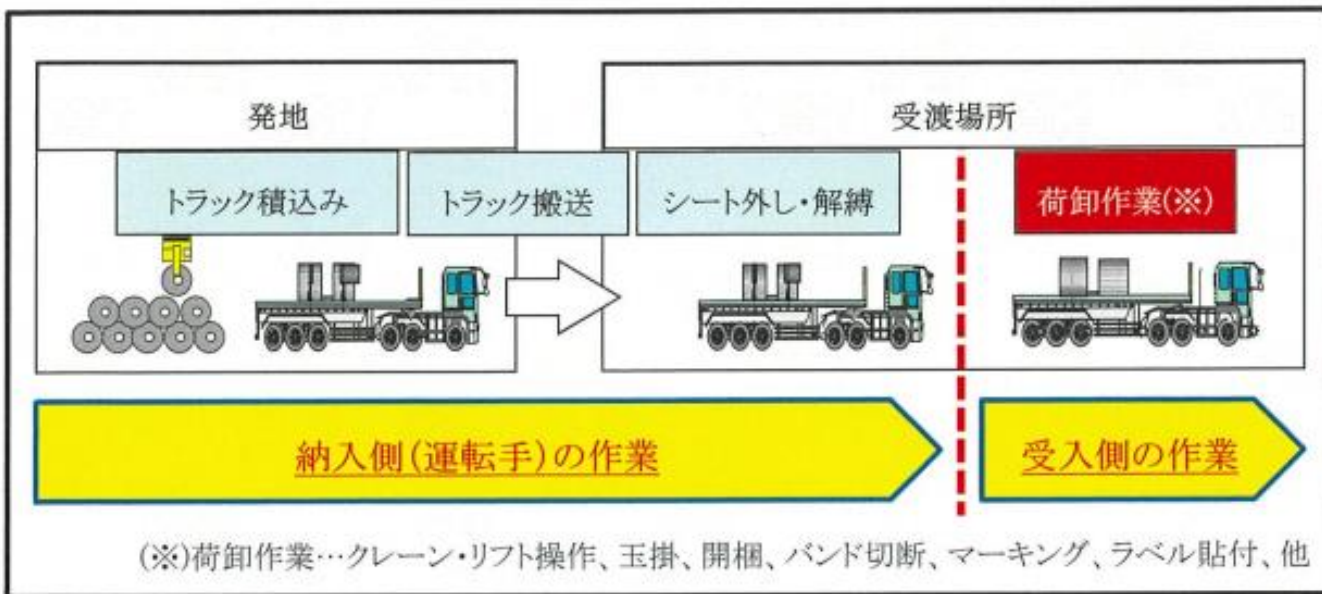 発地
受渡場所
トラック積込み
トラック搬送
シート外し・解縛
荷卸作業(※)
納入側(運転手)の作業
受入側の作業
(※)荷卸作業…クレーン・リフト操作、玉掛、開梱、バンド切断、マーキング、ラベル貼付、他